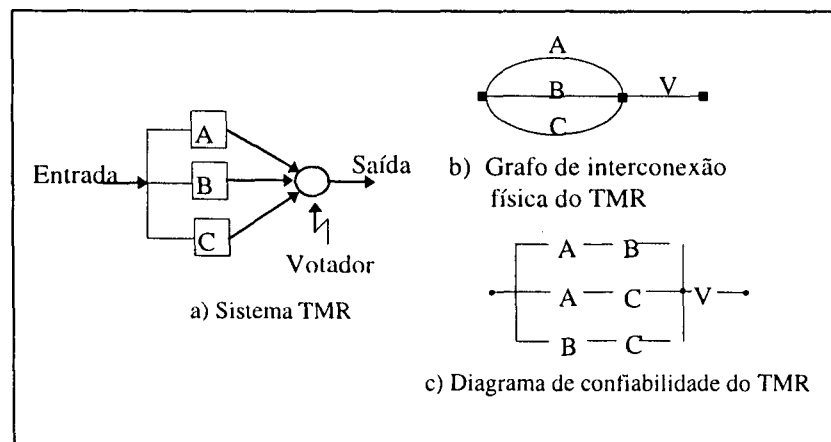 A
Entrada
B
Saída
C
Votador
a) Sistema TMR
A
B
V
C
b) Grafo de interconexão
física do TMR
A B
A C V
B C
c) Diagrama de confiabilidade do TMR